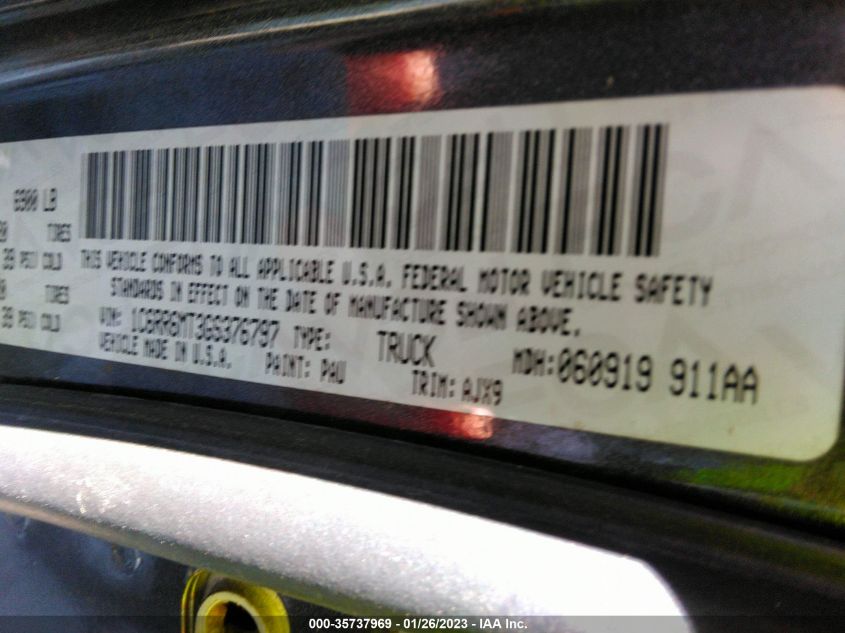 6900 LB
TIRES
39 PSI/ COLD
TIRES
39 PSI/ COLD
THIS VEHICLE CONFORMS TO ALL APPLICABLE U.S.A. FEDERAL MOTOR VEHICLE SAFETY
STANDARDS IN EFFECT ON THE DATE OF MANUFACTURE SHOWN ABOVE.
VIN: 1C6RR6MT3GS376797 TYPE: TRUCK MDH: 060919 911AA
VEHICLE MADE IN U.S.A. PAINT: PAU TRIM: AJX9
000-35737969 — 01/26/2023 — IAA Inc.